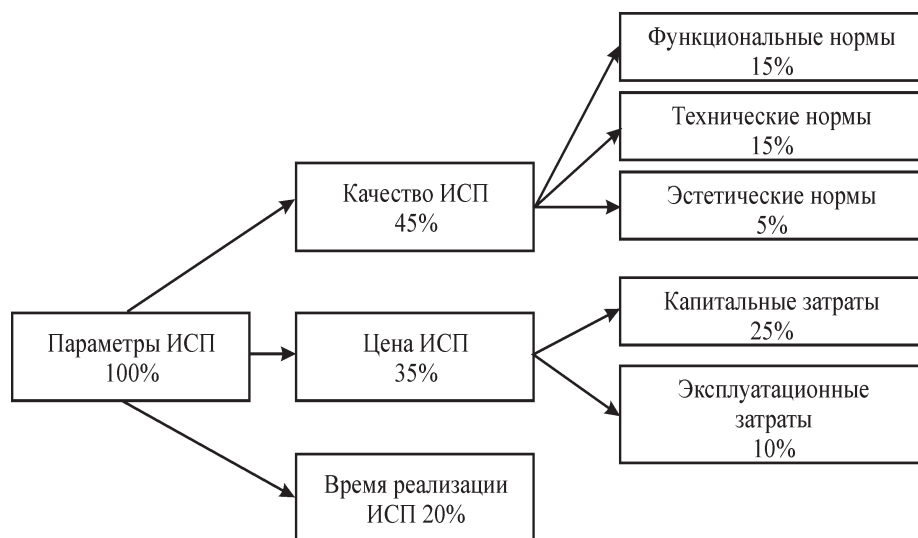 Функциональные нормы
15%
Технические нормы
15%
Качество ИСП
45%
Эстетические нормы
5%
Параметры ИСП
100%
Цена ИСП
35%
Капитальные затраты
25%
Эксплуатационные
затраты
10%
Время реализации
ИСП 20%